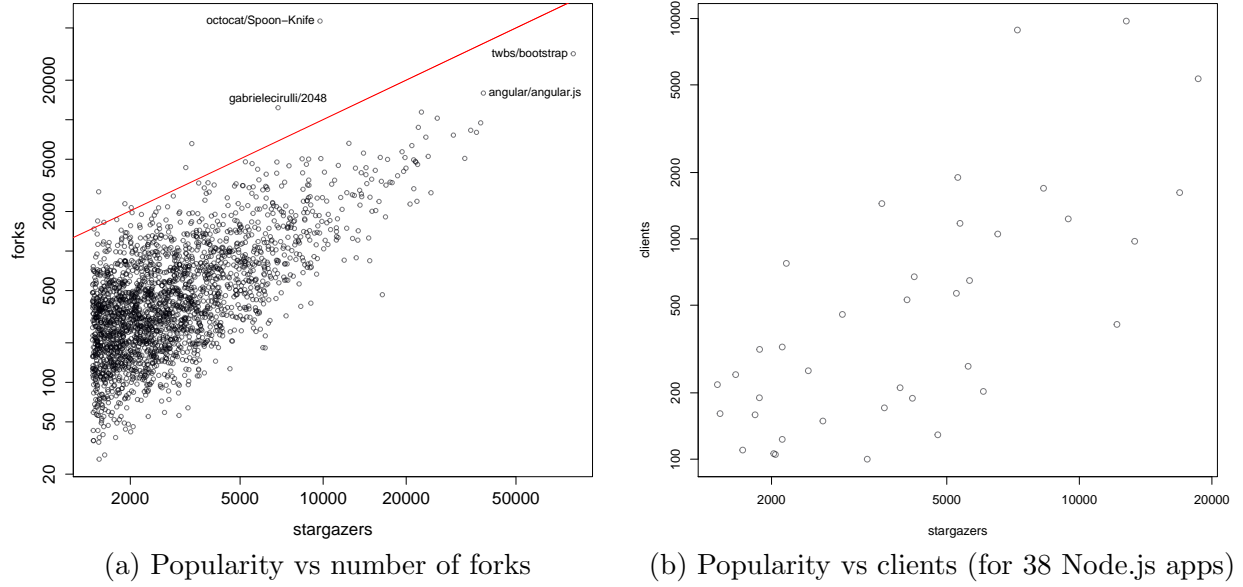 octocat/Spoon−Knife
twbs/bootstrap
gabrielecirulli/2048
angular/angular.js
forks
20 50 100 200 500 2000 5000 20000
2000 5000 10000 20000 50000
stargazers
(a) Popularity vs number of forks
clients
100 200 500 1000 2000 5000 10000
2000 5000 10000 20000
stargazers
(b) Popularity vs clients (for 38 Node.js apps)